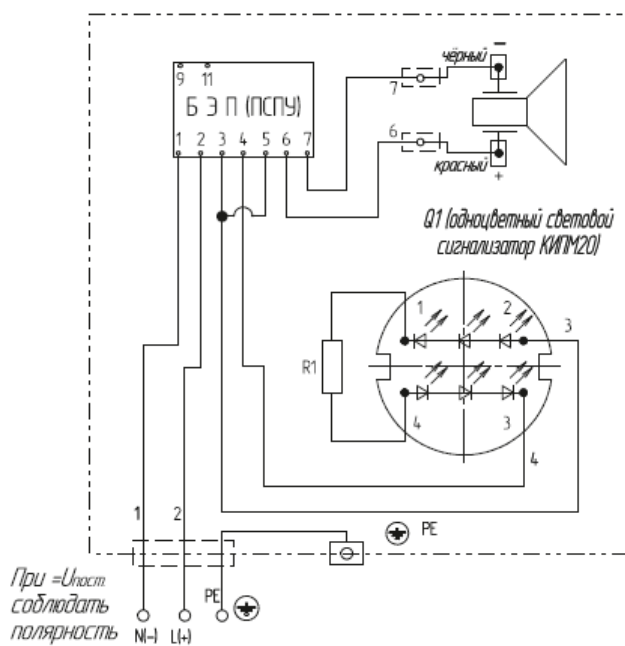 чёрный
–
9 11
Б Э П (ПСПУ)
1 2 3 4 5 6 7
7
6
красный
+
Q1 (одноцветный световой
сигнализатор КИПМ20)
1 2 3
R1
4 3
4
1 2
PE
При =Uпост.
соблюдать
полярность
PE
N(–) L(+)